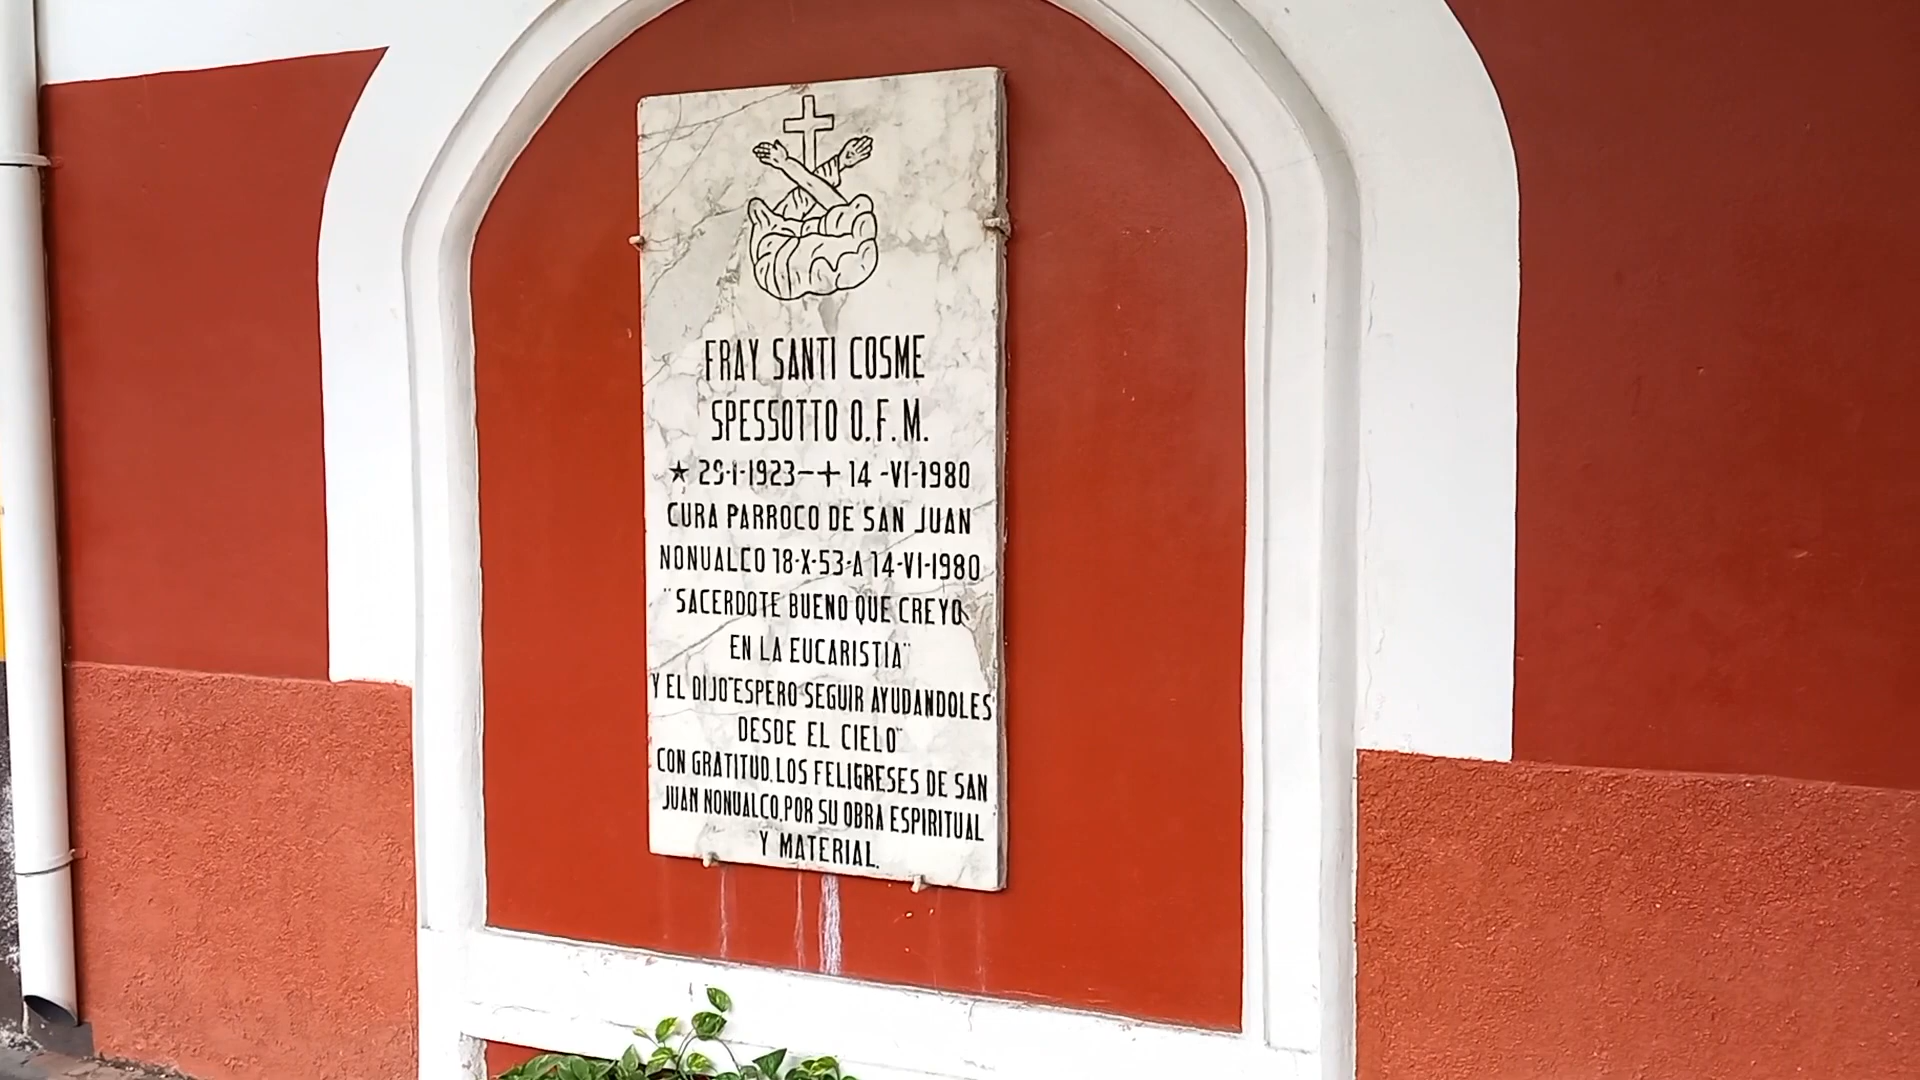 FRAY SANTI COSME
SPESSOTTO O.F.M.
★ 29-1-1923-+ 14 -VI-1980
CURA PARROCO DE SAN JUAN
NONUALCO 18-X-53-A 14-VI-1980
¨SACERDOTE BUENO QUE CREYO
EN LA EUCARISTIA¨
Y EL DIJO¨ESPERO SEGUIR AYUDANDOLES
DESDE EL CIELO¨
CON GRATITUD.LOS FELIGRESES DE SAN
JUAN NONUALCO,POR SU OBRA ESPIRITUAL
Y MATERIAL.